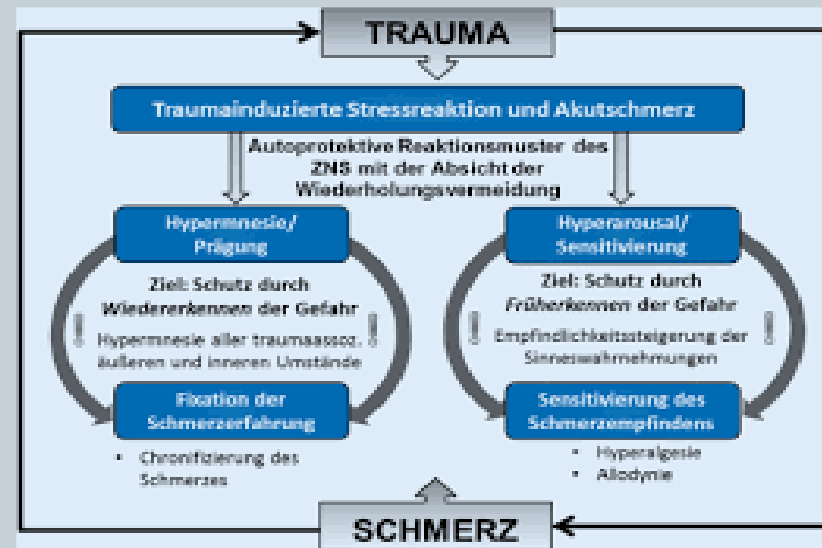 TRAUMA
Traumainduzierte Stressreaktion und Akutschmerz
Autoprotektive Reaktionsmuster des
ZNS mit der Absicht der
Wiederholungsvermeidung
Hypermnesie/
Prägung
Ziel: Schutz durch
Wiedererkennen der Gefahr
! !
Hypermnesie aller traumaassoz.
äußeren und inneren Umstände
Fixation der
Schmerzerfahrung
• Chronifizierung des
Schmerzes
Hyperarousal/
Sensitivierung
Ziel: Schutz durch
Früherkennen der Gefahr
! !
Empfindlichkeitssteigerung der
Sinneswahrnehmungen
Sensitivierung des
Schmerzempfindens
• Hyperalgesie
• Allodynie
SCHMERZ